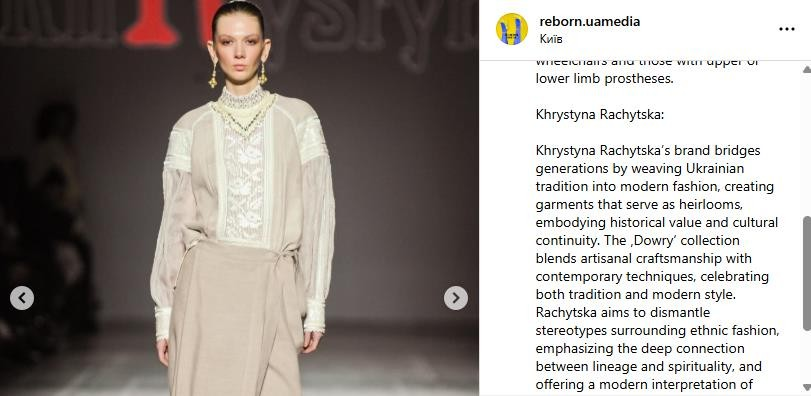 reborn.uamedia
Київ
wheelchairs and those with upper or
lower limb prostheses.
Khrystyna Rachytska:
Khrystyna Rachytska’s brand bridges
generations by weaving Ukrainian
tradition into modern fashion, creating
garments that serve as heirlooms,
embodying historical value and cultural
continuity. The ‚Dowry‘ collection
blends artisanal craftsmanship with
contemporary techniques, celebrating
both tradition and modern style.
Rachytska aims to dismantle
stereotypes surrounding ethnic fashion,
emphasizing the deep connection
between lineage and spirituality, and
offering a modern interpretation of